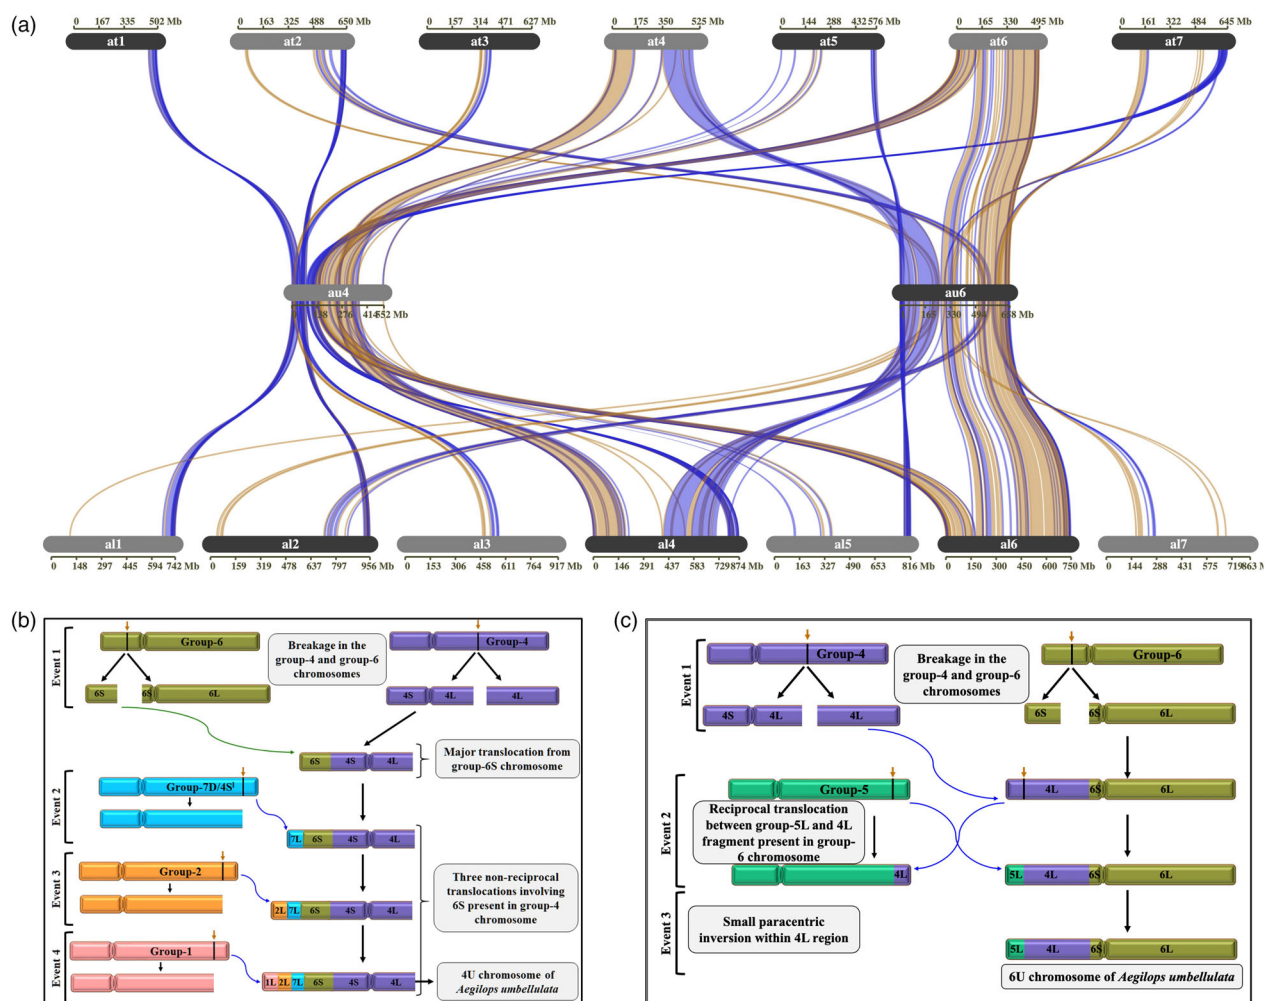 (a)
0 167 335 502 Mb
0 163 325 488 650 Mb
0 157 314 471 627 Mb
0 175 350 525 Mb
0 144 288 432 576 Mb
0 165 330 495 Mb
0 161 322 484 645 Mb
at1 at2 at3 at4 at5 at6 at7
au4 au6
0 138 276 414 552 Mb
165 330 494 658 Mb
al1 al2 al3 al4 al5 al6 al7
0 148 297 445 594 742 Mb
0 159 319 478 637 797 956 Mb
0 153 306 458 611 764 917 Mb
0 146 291 437 583 729 874 Mb
0 163 327 490 653 816 Mb
0 150 300 450 600 750 Mb
0 144 288 431 575 719 863 Mb
(b)
Event 1
Group-6
Breakage in the
group-4 and group-6
chromosomes
Group-4
6S 6S 6L
4S 4L 4L
6S 4S 4L
Major translocation from
group-6S chromosome
Event 2
Group-7D/4Sˡ
7L 6S 4S 4L
Event 3
Group-2
2L 7L 6S 4S 4L
Three non-reciprocal
translocations involving
6S present in group-4
chromosome
Event 4
Group-1
1L 2L 7L 6S 4S 4L
4U chromosome of
Aegilops umbellulata
(c)
Event 1
Group-4
Breakage in the
group-4 and group-6
chromosomes
Group-6
4S 4L 4L
6S 6S 6L
Event 2
Group-5
4L 6S 6L
Reciprocal translocation
between group-5L and 4L
fragment present in group-
6 chromosome
4L
5L 4L 6S 6L
Event 3
Small paracentric
inversion within 4L region
5L 4L 6S 6L
6U chromosome of Aegilops umbellulata